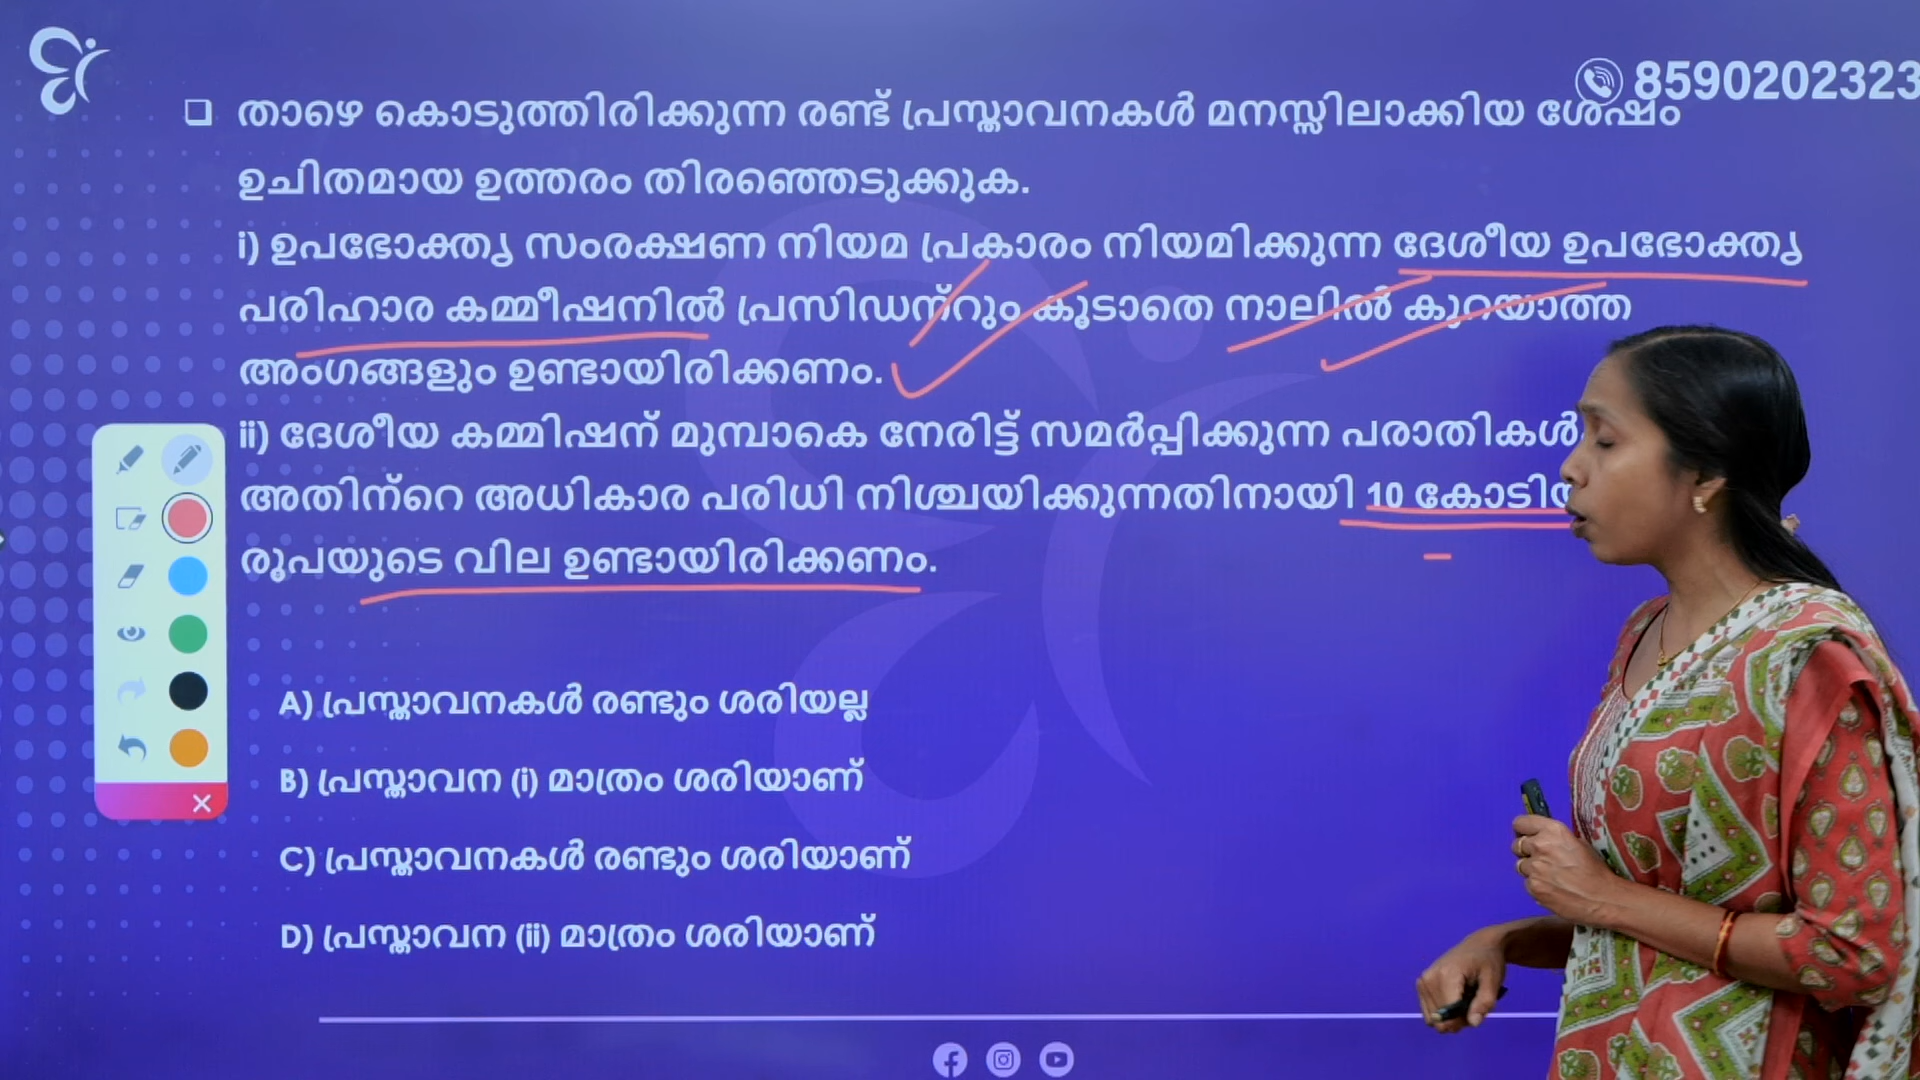 8590202323
താഴെ കൊടുത്തിരിക്കുന്ന രണ്ട് പ്രസ്താവനകൾ മനസ്സിലാക്കിയ ശേഷം
ഉചിതമായ ഉത്തരം തിരഞ്ഞെടുക്കുക.
i) ഉപഭോക്തൃ സംരക്ഷണ നിയമ പ്രകാരം നിയമിക്കുന്ന ദേശീയ ഉപഭോക്തൃ
പരിഹാര കമ്മീഷനിൽ പ്രസിഡന്റും കൂടാതെ നാലിൽ കുറയാത്ത
അംഗങ്ങളും ഉണ്ടായിരിക്കണം.
ii) ദേശീയ കമ്മിഷന് മുമ്പാകെ നേരിട്ട് സമർപ്പിക്കുന്ന പരാതികൾ
അതിന്റെ അധികാര പരിധി നിശ്ചയിക്കുന്നതിനായി 10
രൂപയുടെ വില ഉണ്ടായിരിക്കണം.
A) പ്രസ്താവനകൾ രണ്ടും ശരിയല്ല
B) പ്രസ്താവന (i) മാത്രം ശരിയാണ്
C) പ്രസ്താവനകൾ രണ്ടും ശരിയാണ്
D) പ്രസ്താവന (ii) മാത്രം ശരിയാണ്